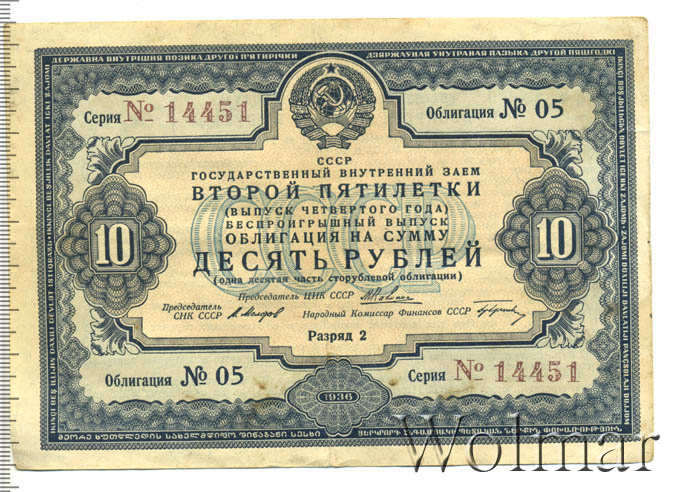 ДЕРЖАВНА ВНУТРІШНЯ ПОЗИКА ДРУГОЇ П'ЯТИРІЧКИ
ДЗЯРЖАЎНАЯ УНУТРАНАЯ ПАЗЫКА ДРУГОЙ ПЯЦІГОДКІ
Серия № 14451
Облигация № 05
СССР
ГОСУДАРСТВЕННЫЙ ВНУТРЕННИЙ ЗАЕМ
ВТОРОЙ ПЯТИЛЕТКИ
(ВЫПУСК ЧЕТВЕРТОГО ГОДА)
БЕСПРОИГРЫШНЫЙ ВЫПУСК
ОБЛИГАЦИЯ НА СУММУ
10
ДЕСЯТЬ РУБЛЕЙ
10
(одна десятая часть сторублевой облигации)
Председатель ЦИК СССР
Председатель СНК СССР
Народный Комиссар Финансов СССР
Разряд 2
Облигация № 05
Серия № 14451
1936
Wolmar